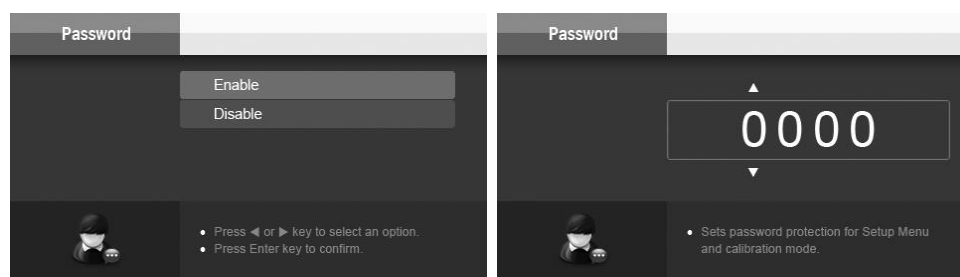 Password
Enable
Disable
Press ◀ or ▶ key to select an option.
Press Enter key to confirm.
Password
▲
0000
▼
Sets password protection for Setup Menu
and calibration mode.